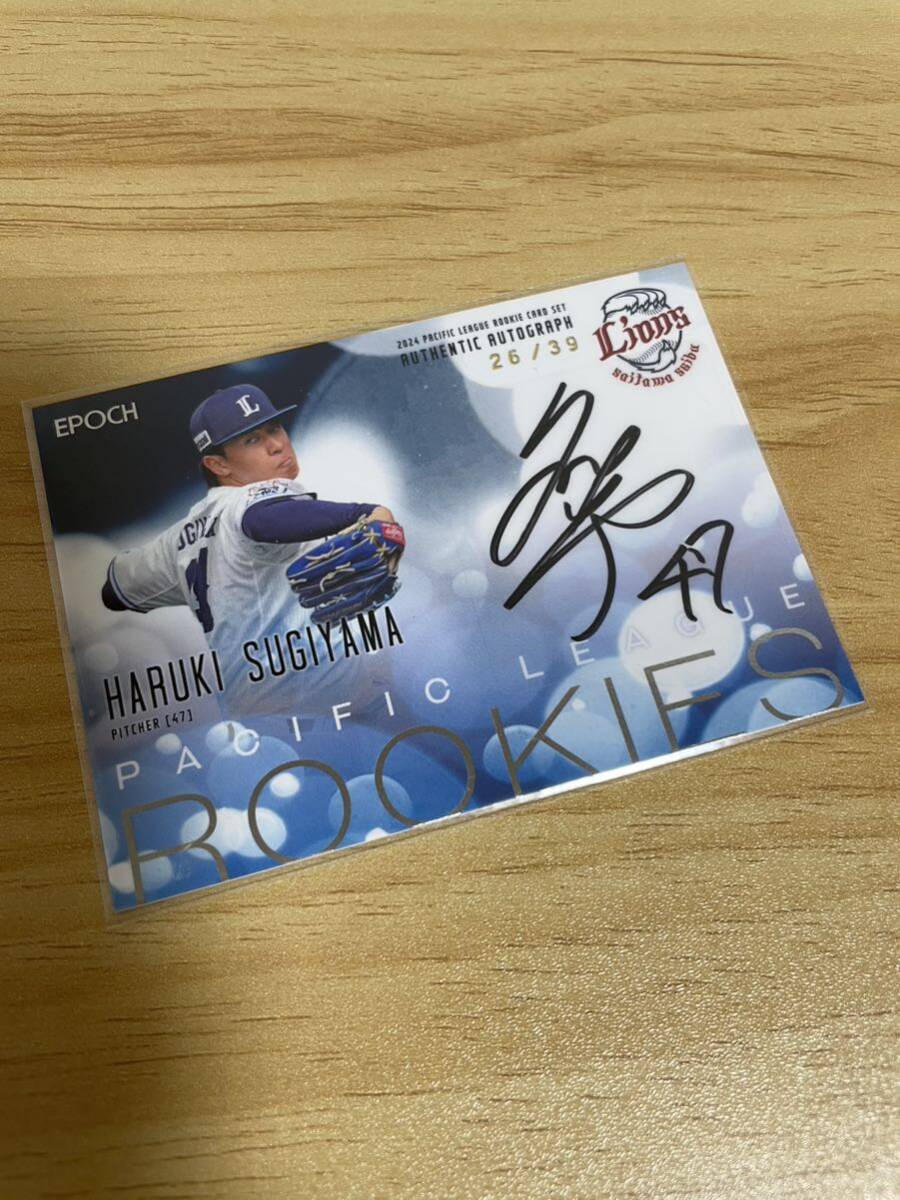 2024 PACIFIC LEAGUE ROOKIE CARD SET
AUTHENTIC AUTOGRAPH
26/39
Lions
saitama seibu
EPOCH
L
47
HARUKI SUGIYAMA
PITCHER [47]
PACIFIC LEAGUE
ROOKIES